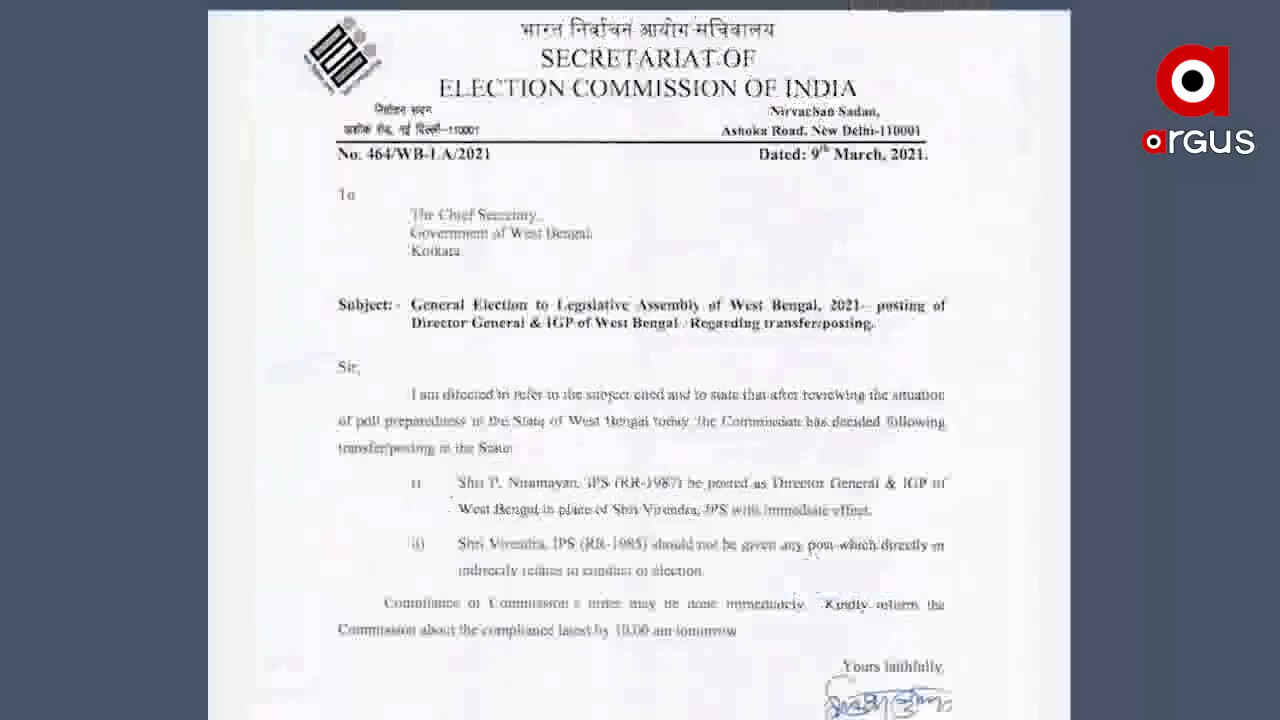 भारत निर्वाचन आयोग सचिवालय
SECRETARIAT OF
ELECTION COMMISSION OF INDIA
निर्वाचन सदन
अशोक रोड, नई दिल्ली-110001
Nirvachan Sadan,
Ashoka Road, New Delhi-110001
argus
No. 464/WB-LA/2021
Dated: 9th March, 2021.
To
The Chief Secretary,
Government of West Bengal,
Kolkata.
Subject:- General Election to Legislative Assembly of West Bengal, 2021- posting of
Director General & IGP of West Bengal. Regarding transfer/posting.
Sir,
I am directed to refer to the subject cited and to state that after reviewing the situation
of poll preparedness in the State of West Bengal today, the Commission has decided following
transfer/posting in the State:
i) Shri P. Nirajnayan, IPS (RR-1987) be posted as Director General & IGP of
West Bengal in place of Shri Virendra, IPS with immediate effect.
ii) Shri Virendra, IPS (RR-1985) should not be given any post which directly or
indirectly relates to conduct of election.
Compliance of Commission's order may be done immediately. Kindly inform the
Commission about the compliance latest by 10.00 am tomorrow.
Yours faithfully,